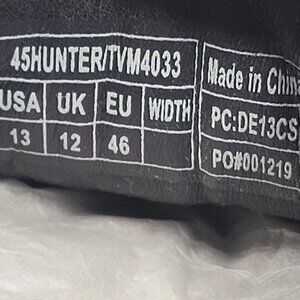 45HUNTER/TVM4033
USA UK EU WIDTH
13 12 46
Made in China
PC:DE13CS
PO#001219